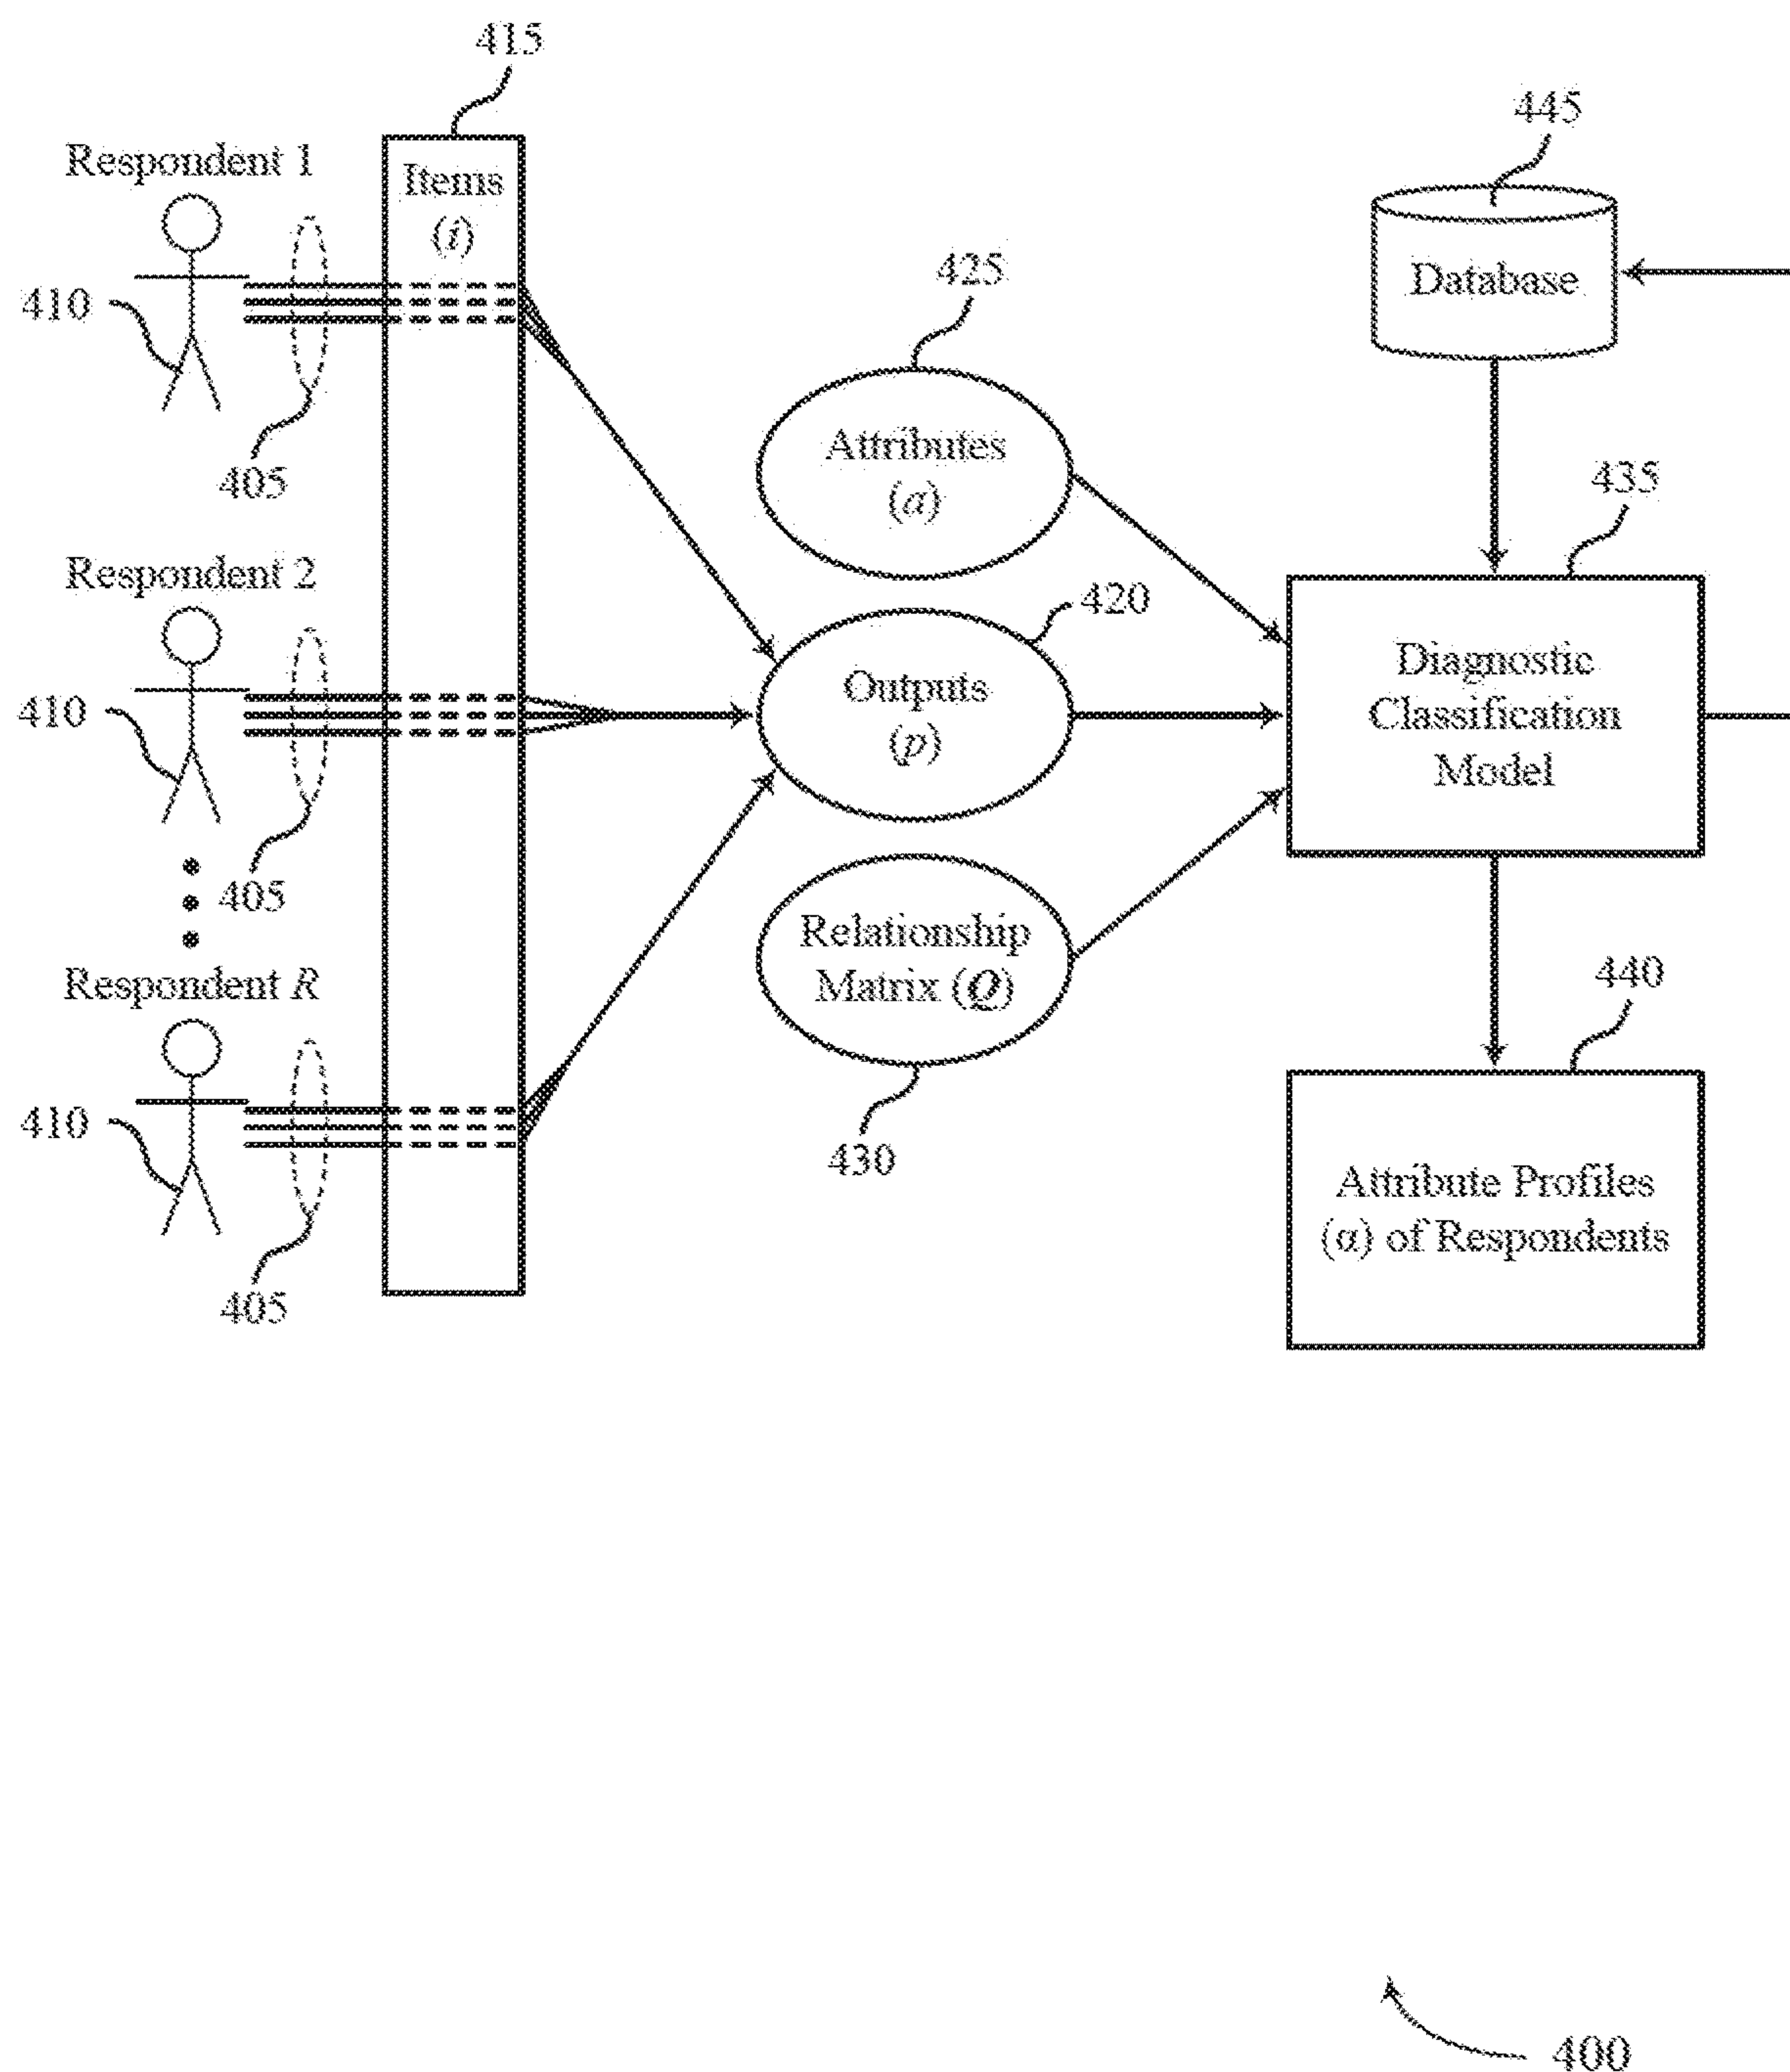 415
445
Respondent 1
Items
(i)
425
Database
410
Attributes
(a)
405
435
Respondent 2
420
Diagnostic
Classification
Model
Outputs
(p)
410
405
Relationship
Matrix (Q)
440
Respondent R
410
430
Attribute Profiles
(α) of Respondents
405
400